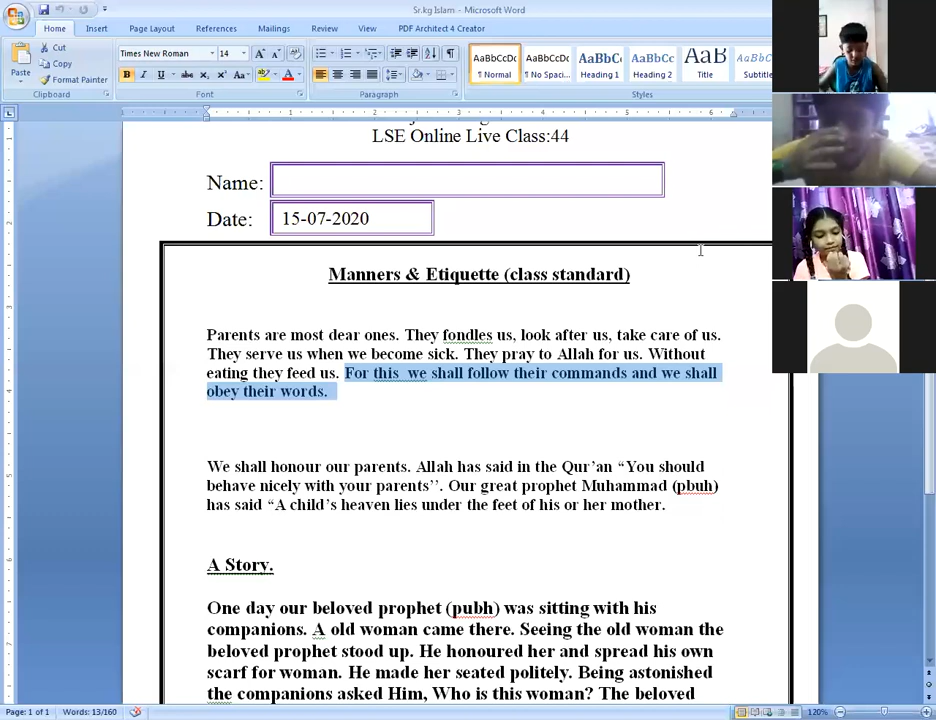 Sr.kg Islam - Microsoft Word
Home Insert Page Layout References Mailings Review View PDF Architect 4 Creator
Paste Cut Copy Format Painter Clipboard
Times New Roman 14 Font
Paragraph
AaBbCcDc AaBbCcDc AaBbC AaBbCc AaB AaBbCc
¶ Normal ¶ No Spaci... Heading 1 Heading 2 Title Subtitle
Styles
LSE Online Live Class:44
Name:
Date: 15-07-2020
Manners & Etiquette (class standard)
Parents are most dear ones. They fondles us, look after us, take care of us.
They serve us when we become sick. They pray to Allah for us. Without
eating they feed us. For this we shall follow their commands and we shall
obey their words.
We shall honour our parents. Allah has said in the Qur’an “You should
behave nicely with your parents’’. Our great prophet Muhammad (pbuh)
has said “A child’s heaven lies under the feet of his or her mother.
A Story.
One day our beloved prophet (pubh) was sitting with his
companions. A old woman came there. Seeing the old woman the
beloved prophet stood up. He honoured her and spread his own
scarf for woman. He made her seated politely. Being astonished
the companions asked Him, Who is this woman? The beloved
Page: 1 of 1 Words: 13/160 120%